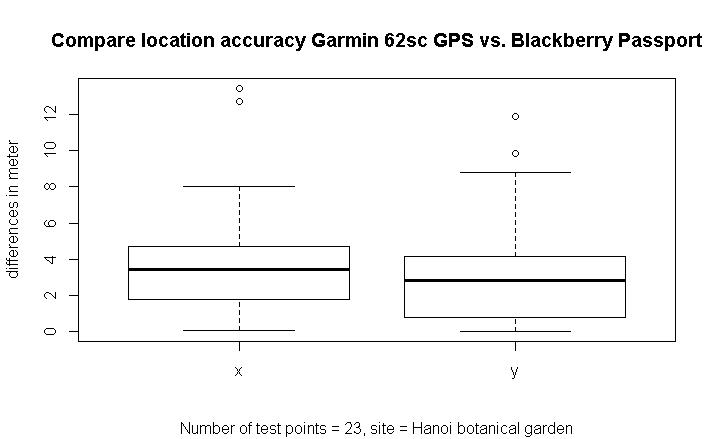 Compare location accuracy Garmin 62sc GPS vs. Blackberry Passport
differences in meter
12
10
8
6
4
2
0
x y
Number of test points = 23, site = Hanoi botanical garden